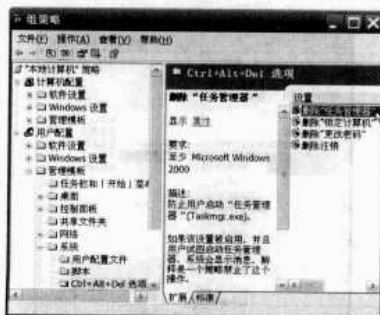 组策略
文件(F) 操作(A) 查看(V) 帮助(H)
“本地计算机”策略
计算机配置
软件设置
Windows 设置
管理模板
用户配置
软件设置
Windows 设置
管理模板
任务栏和「开始」菜
桌面
控制面板
共享文件夹
网络
系统
用户配置文件
脚本
Ctrl+Alt+Del 选项
Ctrl+Alt+Del 选项
删除“任务管理器”
显示 属性
要求:
至少 Microsoft Windows
2000
描述:
防止用户启动“任务管理
器”(Taskmgr.exe)。
如果该设置被启用，并且
用户试图启动任务管理
器，系统会显示消息，解
释是一个策略禁止了这个
操作。
设置
删除“任务管理器”
删除“锁定计算机”
删除“更改密码”
删除注销
扩展 标准